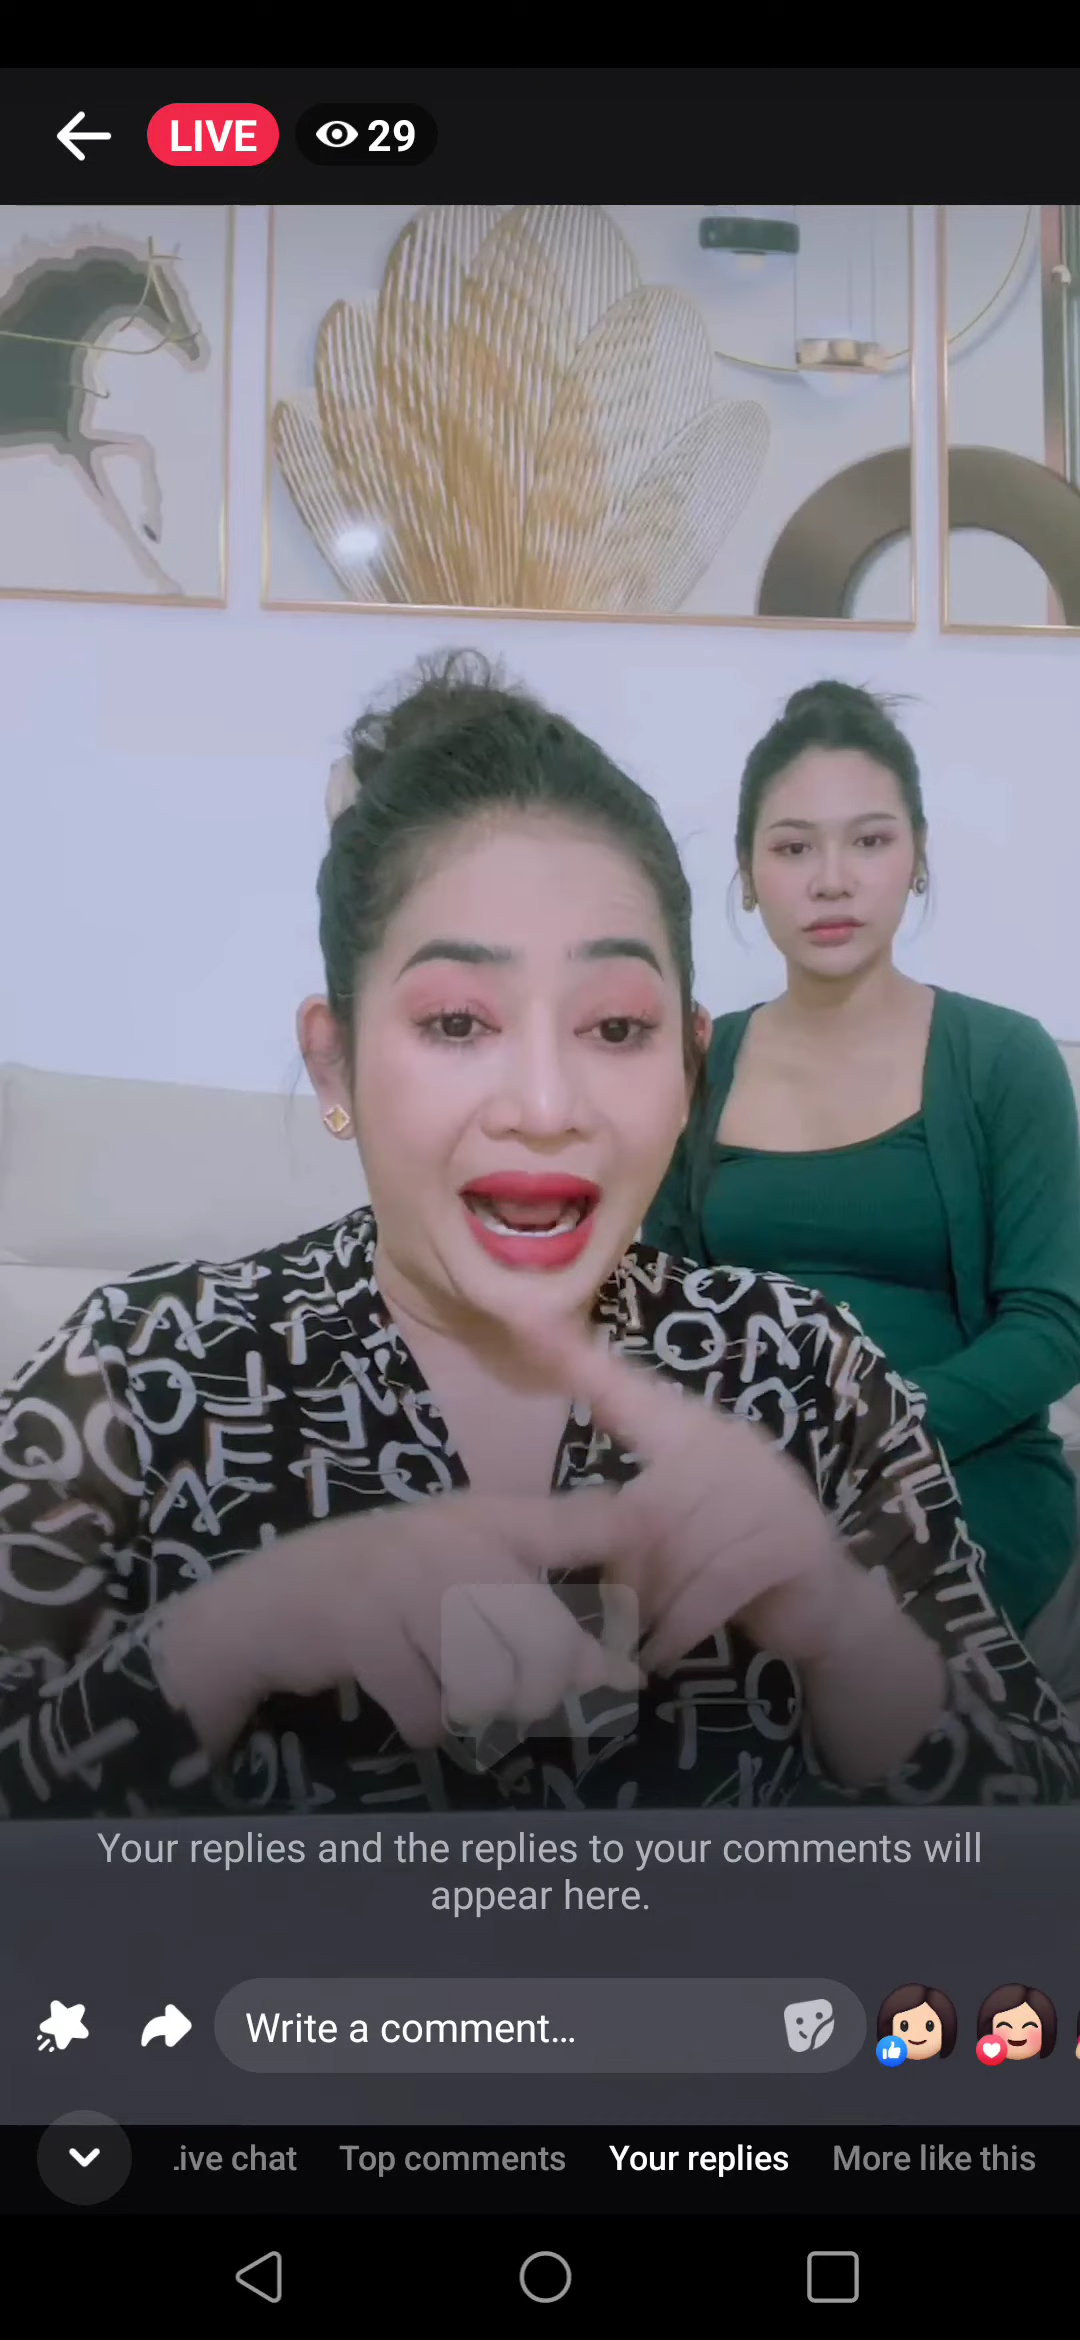 LIVE 29
Your replies and the replies to your comments will
appear here.
Write a comment...
ive chat Top comments Your replies More like this